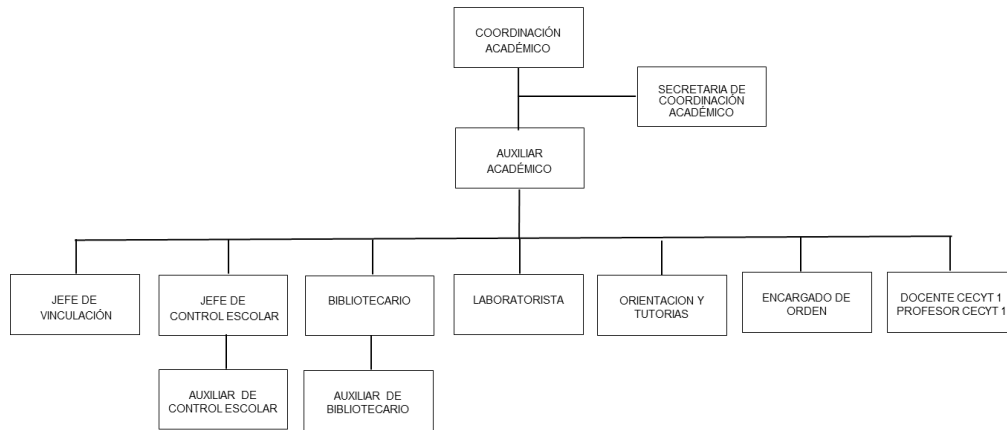 COORDINACIÓN
ACADÉMICO
SECRETARIA DE
COORDINACIÓN
ACADÉMICO
AUXILIAR
ACADÉMICO
JEFE DE
VINCULACIÓN
JEFE DE
CONTROL ESCOLAR
BIBLIOTECARIO
LABORATORISTA
ORIENTACION Y
TUTORIAS
ENCARGADO DE
ORDEN
DOCENTE CECYT 1
PROFESOR CECYT 1
AUXILIAR DE
CONTROL ESCOLAR
AUXILIAR DE
BIBLIOTECARIO